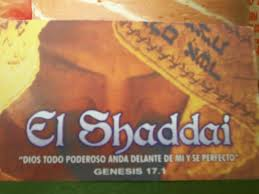 El Shaddai
"DIOS TODO PODEROSO ANDA DELANTE DE MI Y SE PERFECTO"
GENESIS 17.1